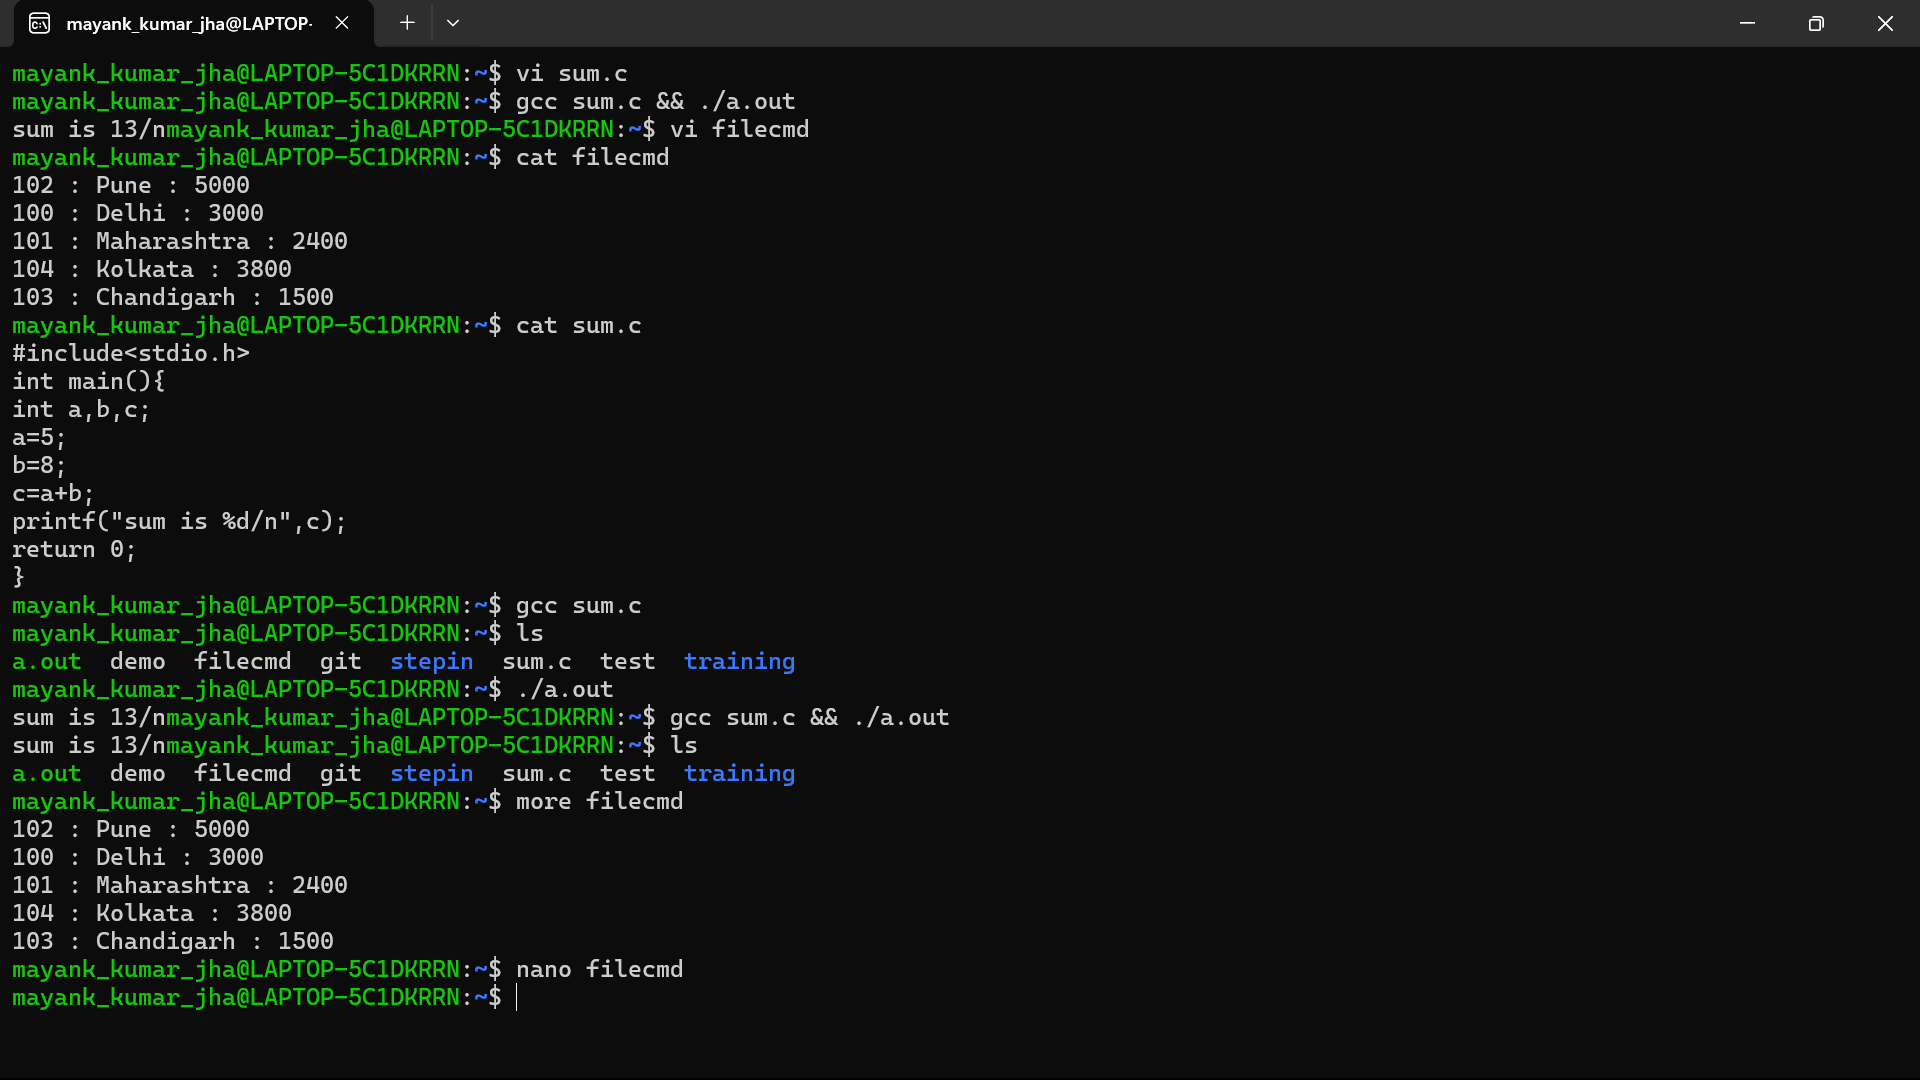 mayank_kumar_jha@LAPTOP-
mayank_kumar_jha@LAPTOP-5C1DKRRN:~$ vi sum.c
mayank_kumar_jha@LAPTOP-5C1DKRRN:~$ gcc sum.c && ./a.out
sum is 13/nmayank_kumar_jha@LAPTOP-5C1DKRRN:~$ vi filecmd
mayank_kumar_jha@LAPTOP-5C1DKRRN:~$ cat filecmd
102 : Pune : 5000
100 : Delhi : 3000
101 : Maharashtra : 2400
104 : Kolkata : 3800
103 : Chandigarh : 1500
mayank_kumar_jha@LAPTOP-5C1DKRRN:~$ cat sum.c
#include<stdio.h>
int main(){
int a,b,c;
a=5;
b=8;
c=a+b;
printf("sum is %d/n",c);
return 0;
}
mayank_kumar_jha@LAPTOP-5C1DKRRN:~$ gcc sum.c
mayank_kumar_jha@LAPTOP-5C1DKRRN:~$ ls
a.out  demo  filecmd  git  stepin  sum.c  test  training
mayank_kumar_jha@LAPTOP-5C1DKRRN:~$ ./a.out
sum is 13/nmayank_kumar_jha@LAPTOP-5C1DKRRN:~$ gcc sum.c && ./a.out
sum is 13/nmayank_kumar_jha@LAPTOP-5C1DKRRN:~$ ls
a.out  demo  filecmd  git  stepin  sum.c  test  training
mayank_kumar_jha@LAPTOP-5C1DKRRN:~$ more filecmd
102 : Pune : 5000
100 : Delhi : 3000
101 : Maharashtra : 2400
104 : Kolkata : 3800
103 : Chandigarh : 1500
mayank_kumar_jha@LAPTOP-5C1DKRRN:~$ nano filecmd
mayank_kumar_jha@LAPTOP-5C1DKRRN:~$